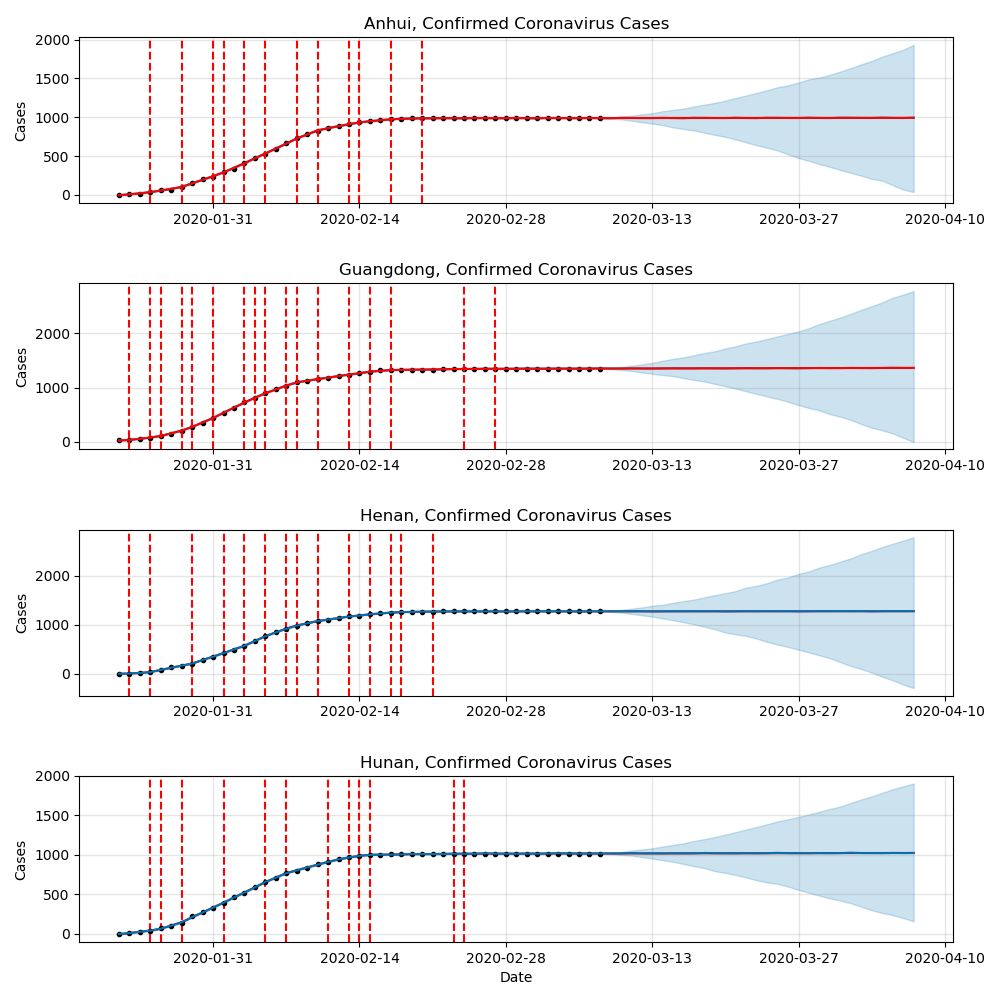 Anhui, Confirmed Coronavirus Cases
2000
1500
1000
500
0
Cases
2020-01-31 2020-02-14 2020-02-28 2020-03-13 2020-03-27 2020-04-10
Guangdong, Confirmed Coronavirus Cases
2000
1000
0
Cases
2020-01-31 2020-02-14 2020-02-28 2020-03-13 2020-03-27 2020-04-10
Henan, Confirmed Coronavirus Cases
2000
1000
0
Cases
2020-01-31 2020-02-14 2020-02-28 2020-03-13 2020-03-27 2020-04-10
Hunan, Confirmed Coronavirus Cases
2000
1500
1000
500
0
Cases
2020-01-31 2020-02-14 2020-02-28 2020-03-13 2020-03-27 2020-04-10
Date